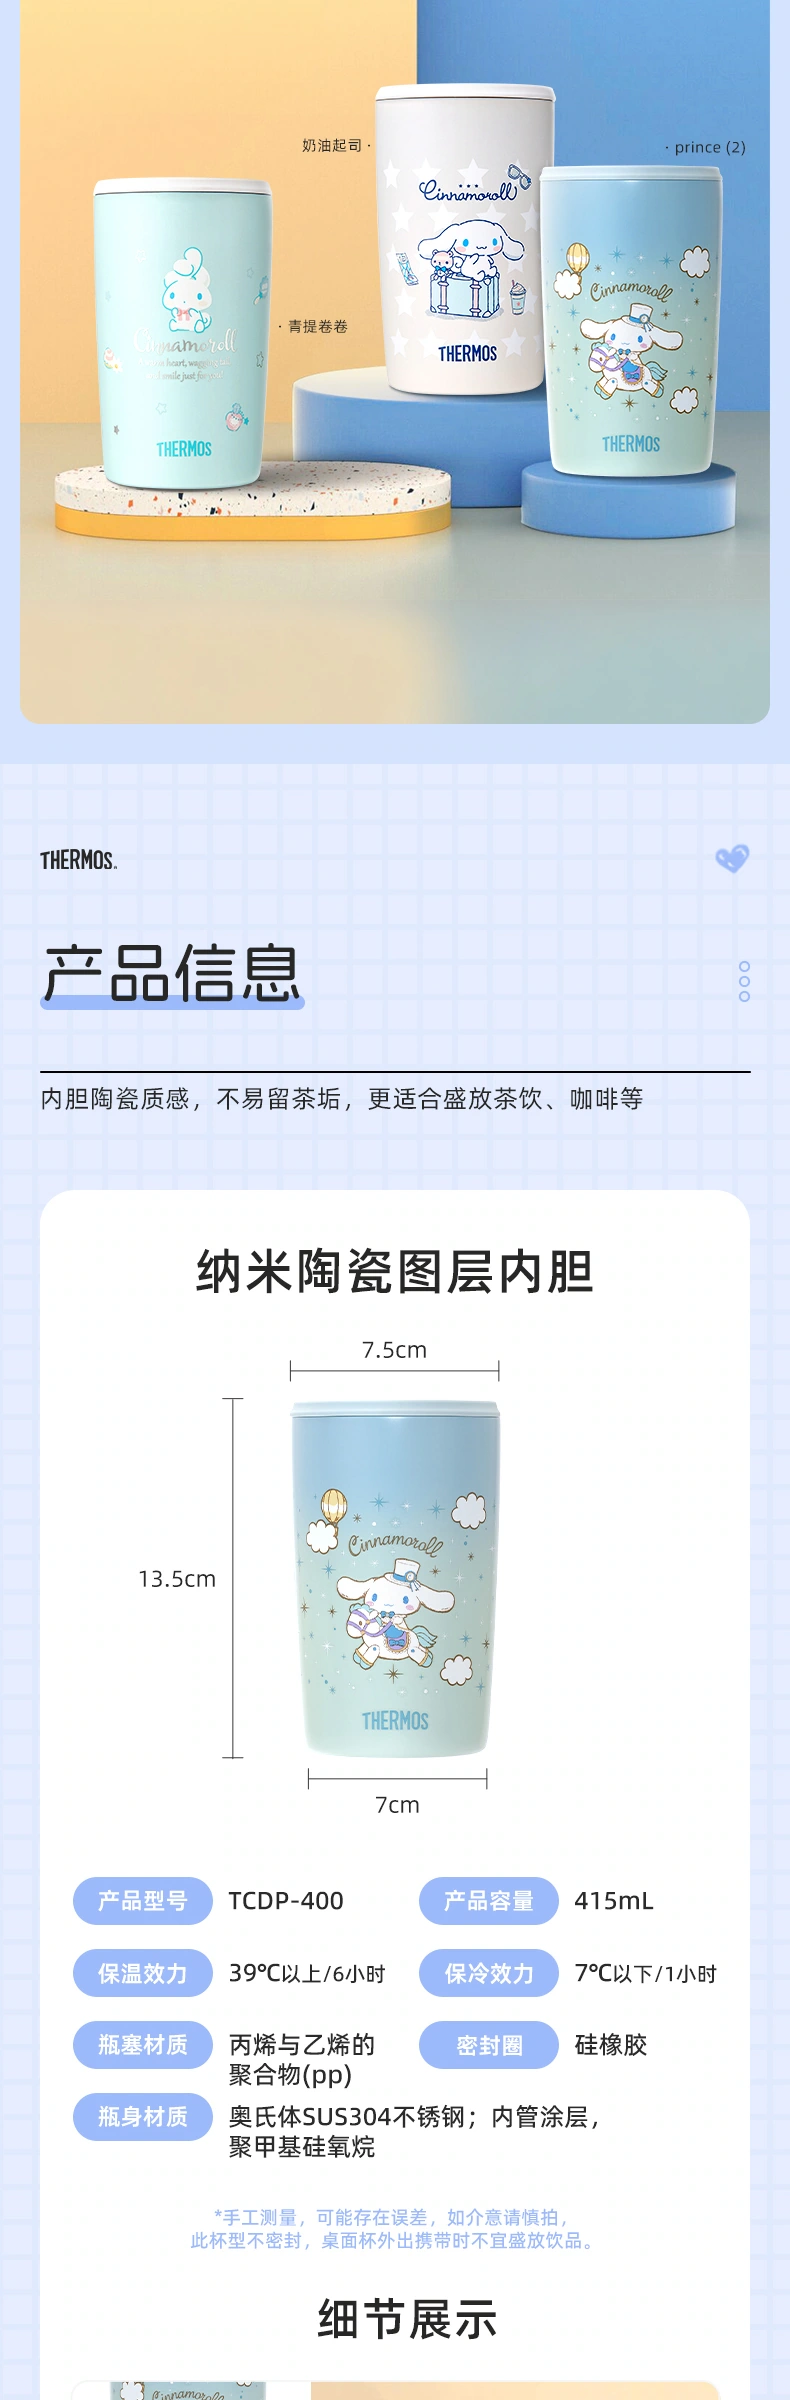 奶油起司 ·
· prince (2)
Cinnamoroll
THERMOS
Cinnamoroll
THERMOS
· 青提卷卷
Cinnamoroll
THERMOS
THERMOS.
产品信息
内胆陶瓷质感，不易留茶垢，更适合盛放茶饮、咖啡等
纳米陶瓷图层内胆
7.5cm
13.5cm
Cinnamoroll
THERMOS
7cm
产品型号 TCDP-400 产品容量 415mL
保温效力 39℃以上/6小时 保冷效力 7℃以下/1小时
瓶塞材质 丙烯与乙烯的 密封圈 硅橡胶
聚合物(pp)
瓶身材质 奥氏体SUS304不锈钢；内管涂层，
聚甲基硅氧烷
*手工测量，可能存在误差，如介意请慎拍，
此杯型不密封，桌面杯外出携带时不宜盛放饮品。
细节展示
Cinnamoroll